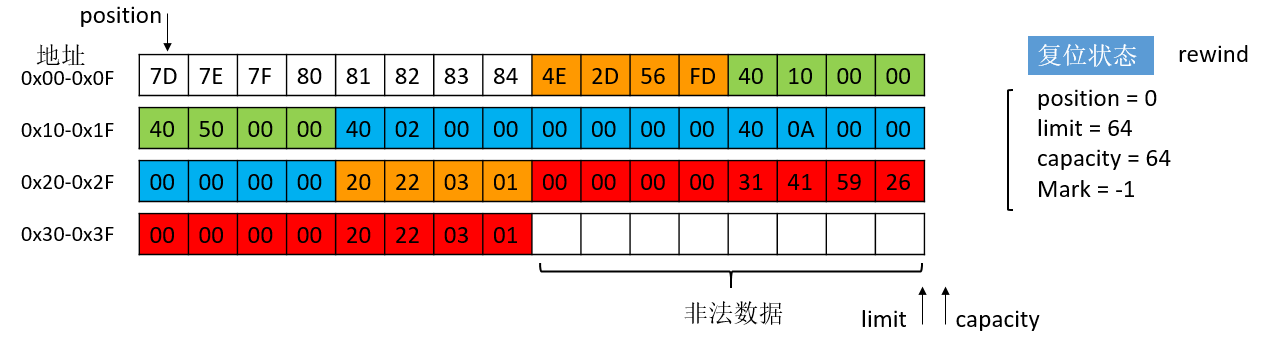 position
地址
0x00-0x0F 7D 7E 7F 80 81 82 83 84 4E 2D 56 FD 40 10 00 00
0x10-0x1F 40 50 00 00 40 02 00 00 00 00 00 00 40 0A 00 00
0x20-0x2F 00 00 00 00 20 22 03 01 00 00 00 00 31 41 59 26
0x30-0x3F 00 00 00 00 20 22 03 01
非法数据
limit
capacity
复位状态 rewind
position = 0
limit = 64
capacity = 64
Mark = -1